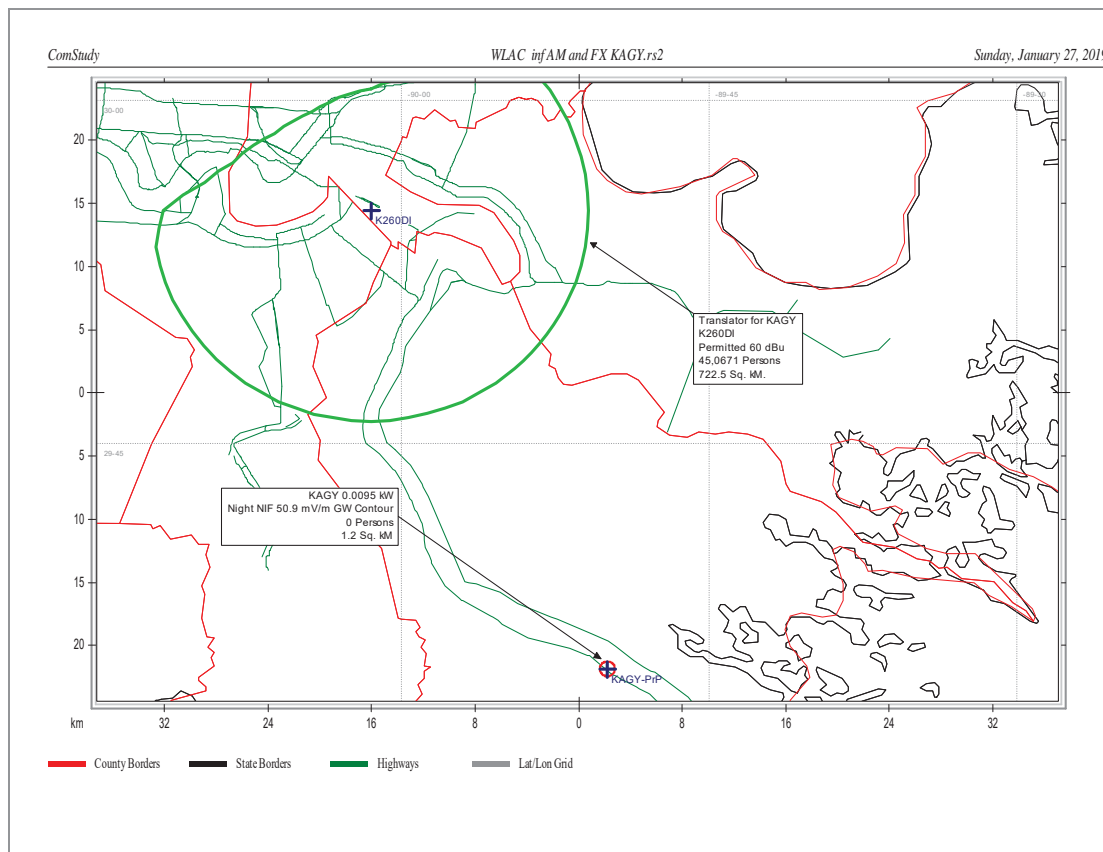 ComStudy WLAC inf AM and FX KAGY.rs2 Sunday, January 27, 2019
-90-00 -89-45 -89-30
30-00
20
15
K260DI
10
Translator for KAGY
K260DI
Permitted 60 dBu
45,0671 Persons
722.5 Sq. kM.
5
0
5
29-45
KAGY 0.0095 kW
Night NIF 50.9 mV/m GW Contour
0 Persons
1.2 Sq. kM
10
15
20
KAGY-PrP
km 32 24 16 8 0 8 16 24 32
County Borders State Borders Highways Lat/Lon Grid